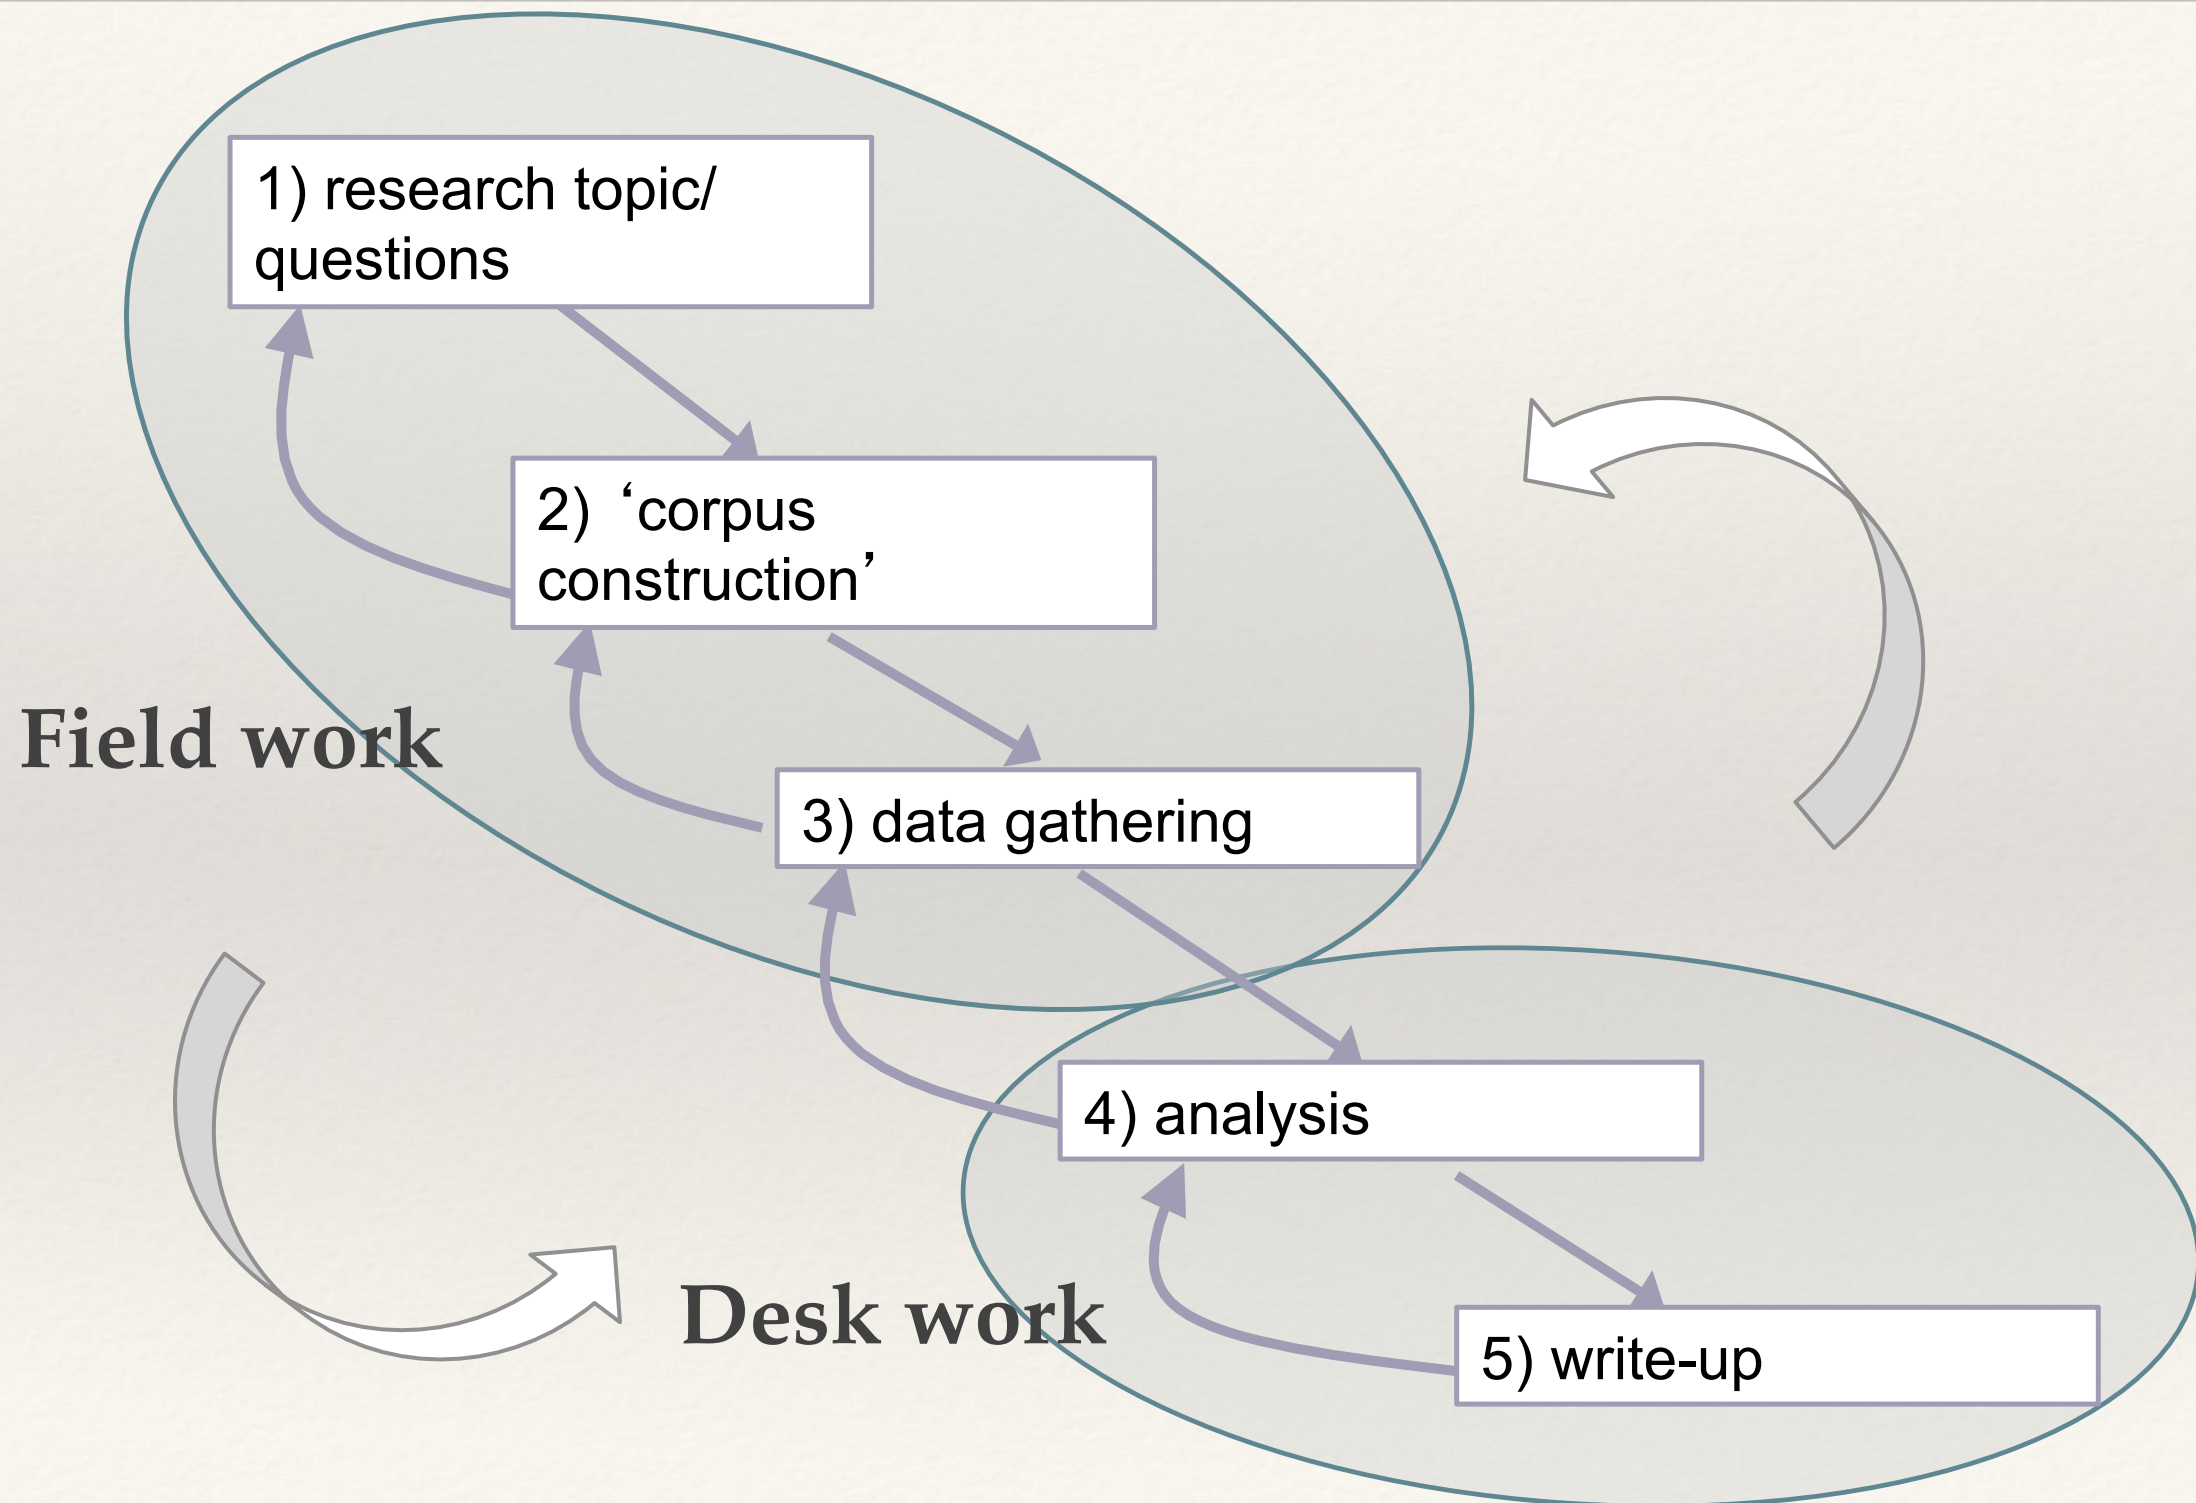 1) research topic/
questions
2) ‘corpus
construction’
Field work
3) data gathering
4) analysis
Desk work
5) write-up